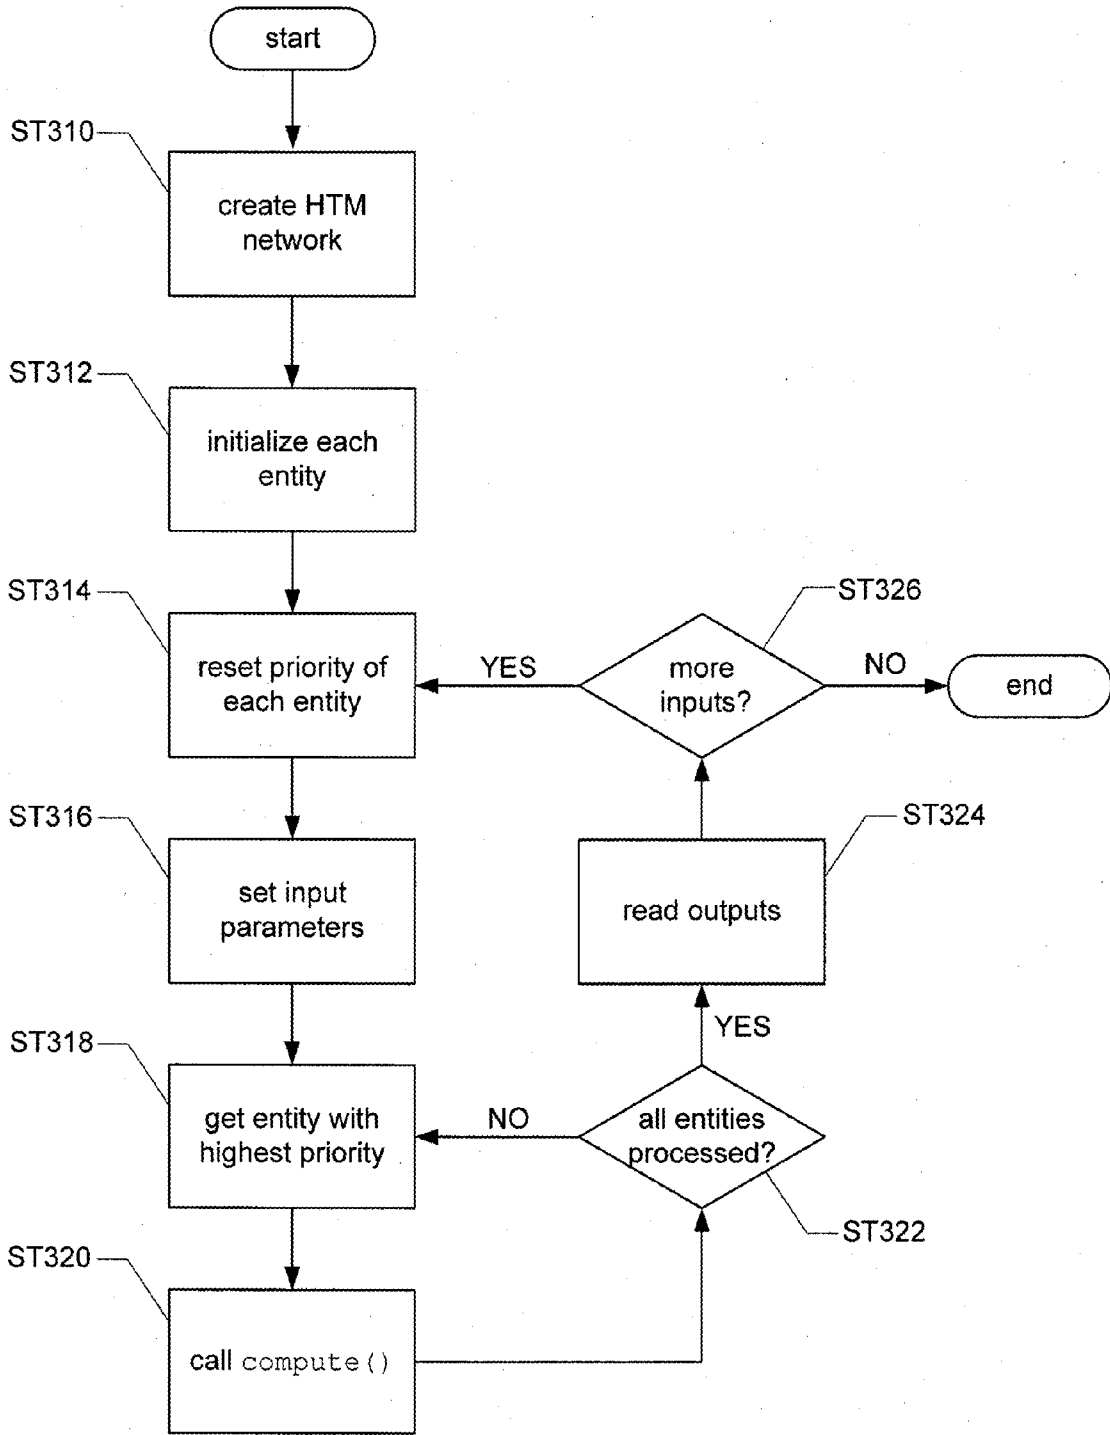 start
ST310
create HTM
network
ST312
initialize each
entity
ST314
reset priority of
each entity
YES
ST326
more
inputs?
NO
end
ST316
set input
parameters
ST324
read outputs
YES
ST318
get entity with
highest priority
NO
all entities
processed?
ST322
ST320
call compute()